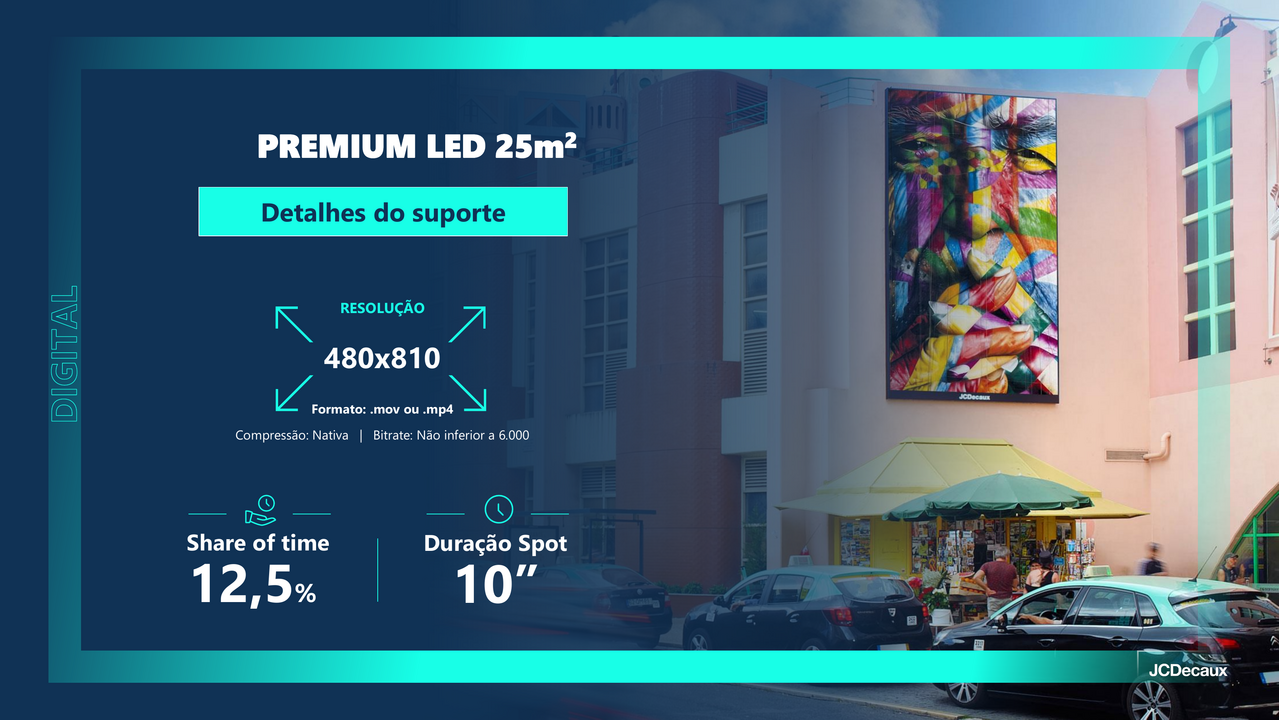 PREMIUM LED 25m²
Detalhes do suporte
DIGITAL
RESOLUÇÃO
480x810
Formato: .mov ou .mp4
Compressão: Nativa | Bitrate: Não inferior a 6.000
Share of time
12,5%
Duração Spot
10”
JCDecaux
JCDecaux